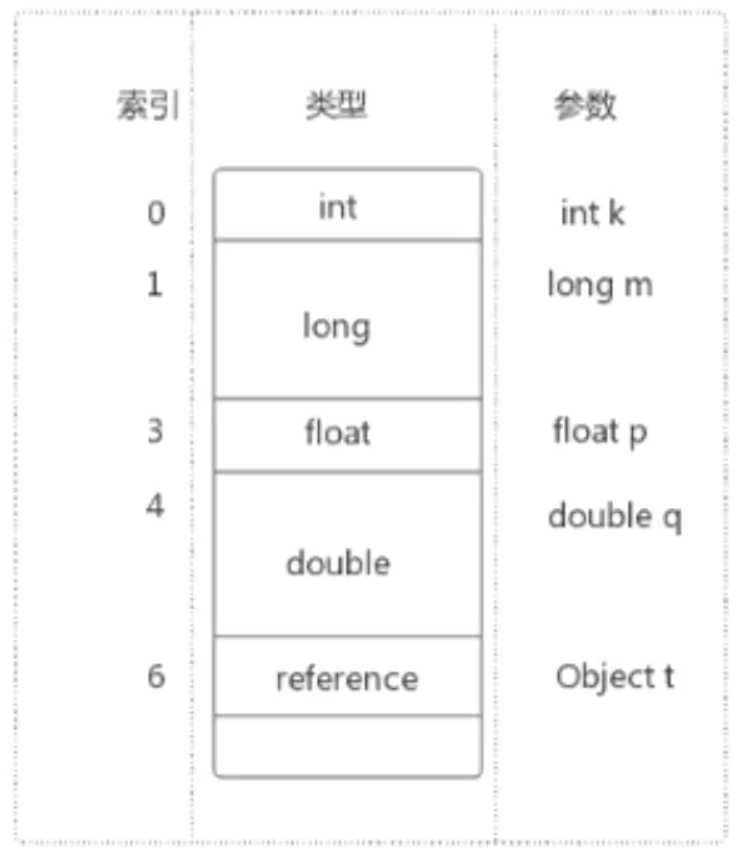 索引 类型 参数
0 int int k
1 long long m
3 float float p
4 double double q
6 reference Object t